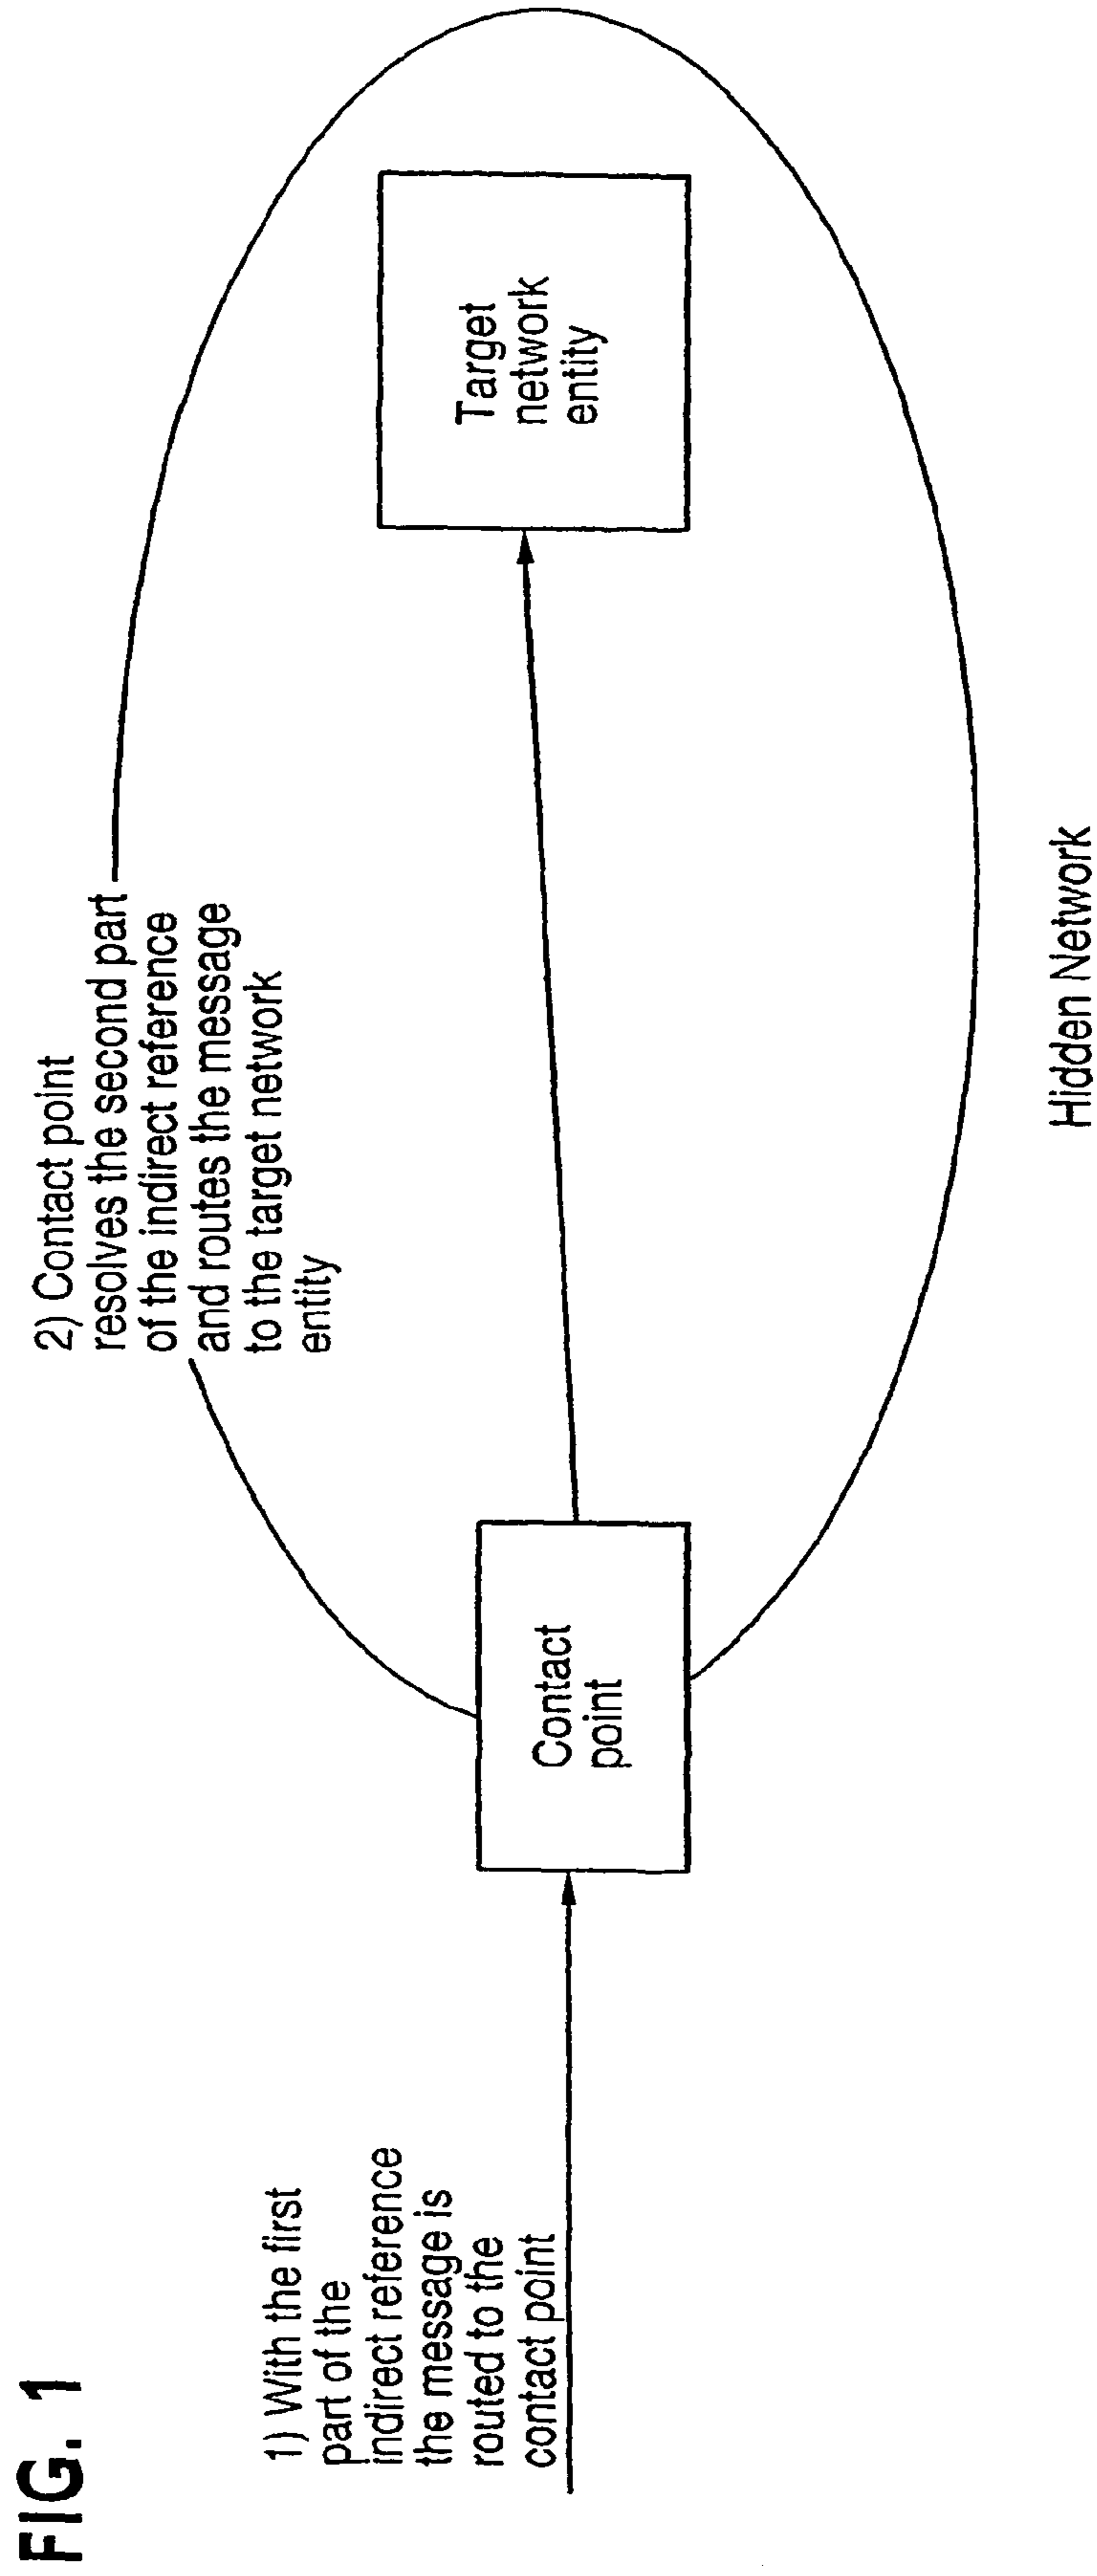 FIG. 1
1) With the first
part of the
indirect reference
the message is
routed to the
contact point
2) Contact point
resolves the second part
of the indirect reference
and routes the message
to the target network
entity
Contact
point
Target
network
entity
Hidden Network